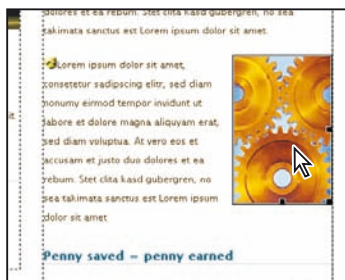 dolores et ea rebum. Stet clita kasd gubergren, no sea
takimata sanctus est Lorem ipsum dolor sit amet.
Lorem ipsum dolor sit amet,
consetetur sadipscing elitr, sed diam
nonumy eirmod tempor invidunt ut
labore et dolore magna aliquyam erat,
sed diam voluptua. At vero eos et
accusam et justo duo dolores et ea
rebum. Stet clita kasd gubergren, no
sea takimata sanctus est Lorem ipsum
dolor sit amet
Penny saved – penny earned